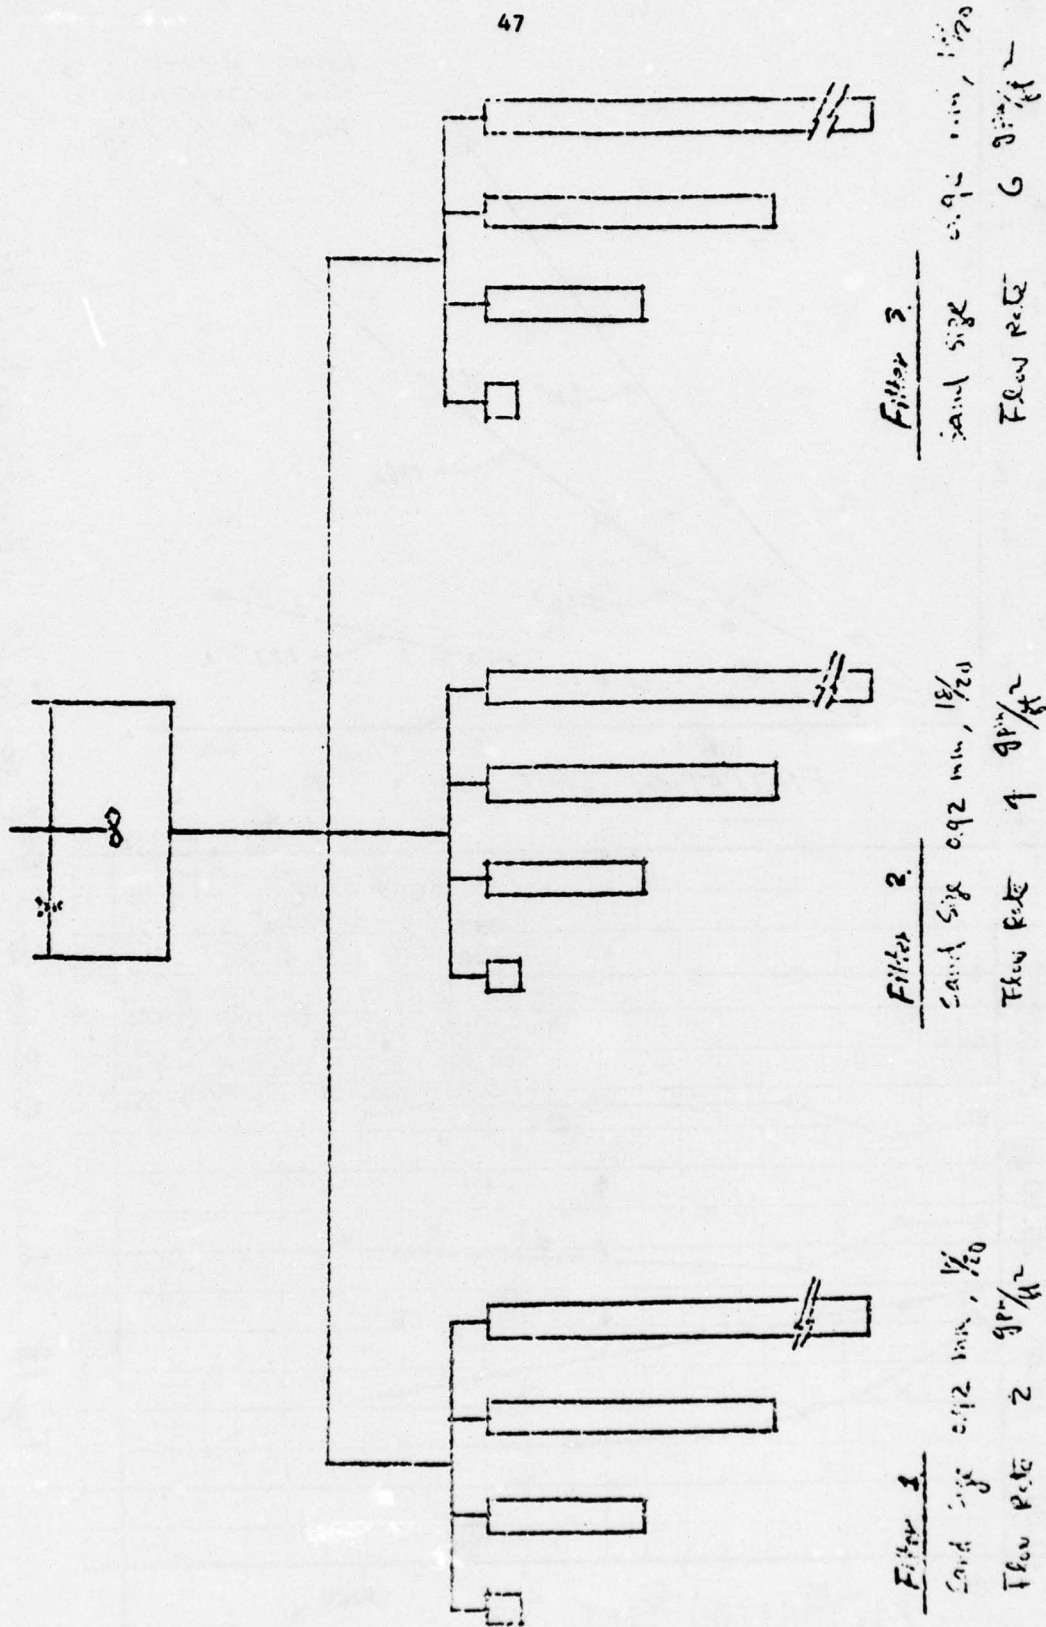 47
Filter 1
Sand Size 0.92 mm, 18/20
Flow Rate 2 gpm/ft2
Filter 2
Sand Size 0.92 mm, 18/20
Flow Rate 4 gpm/ft2
Filter 3
Sand Size 0.92 mm, 18/20
Flow Rate 6 gpm/ft2